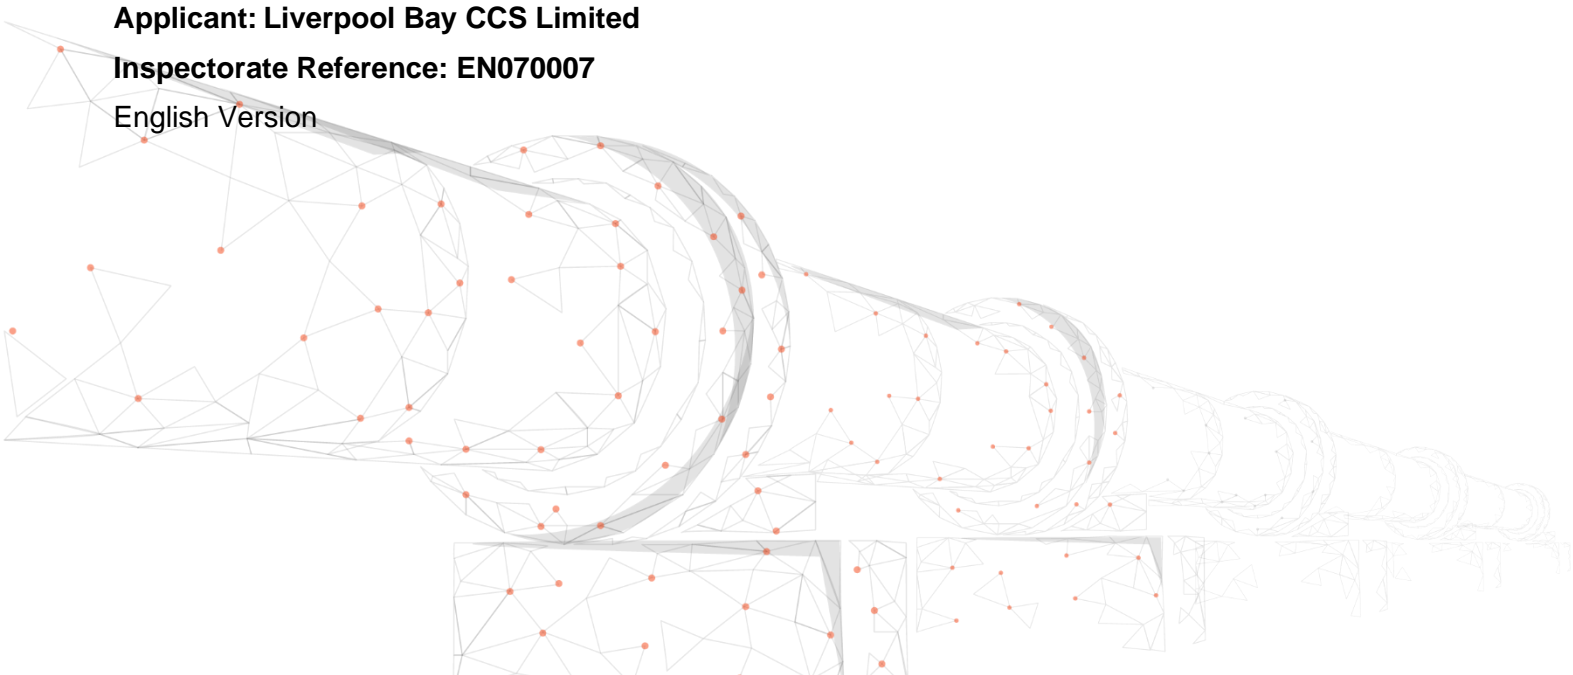 Applicant: Liverpool Bay CCS Limited
Inspectorate Reference: EN070007
English Version